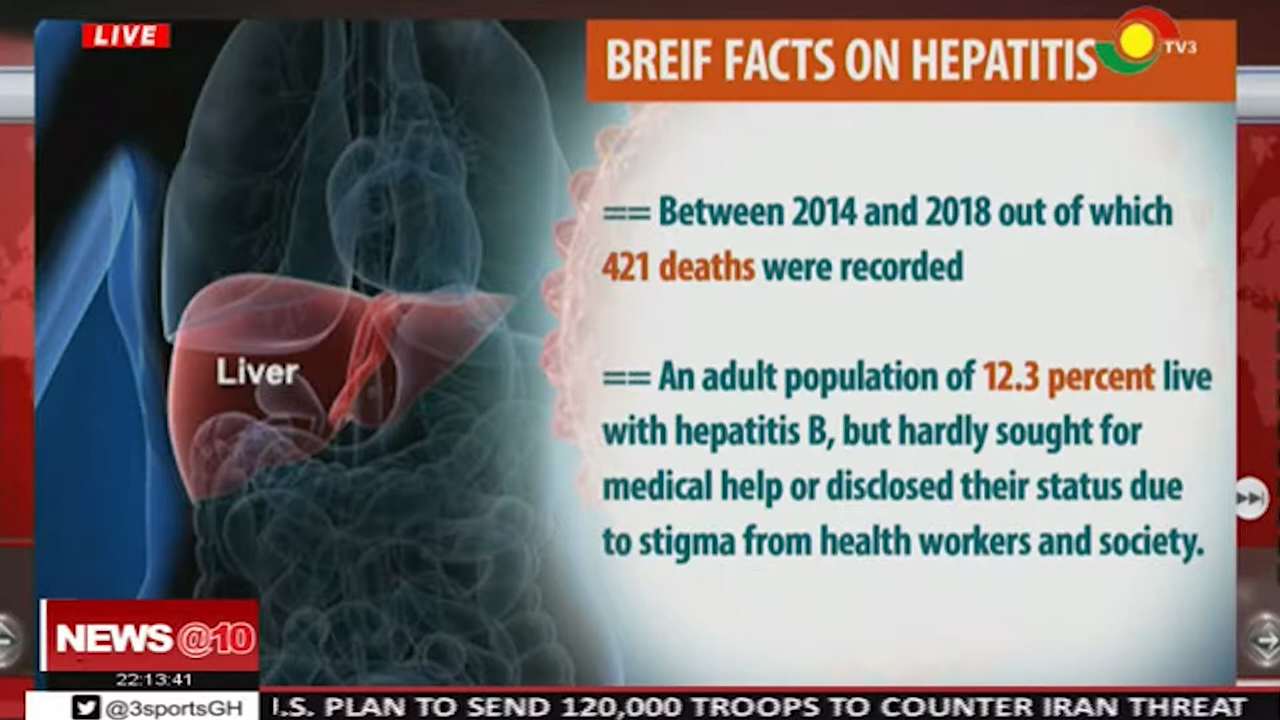 LIVE
BREIF FACTS ON HEPATITIS
TV3
== Between 2014 and 2018 out of which
421 deaths were recorded
Liver
== An adult population of 12.3 percent live
with hepatitis B, but hardly sought for
medical help or disclosed their status due
to stigma from health workers and society.
NEWS @10
22:13:41
@3sportsGH
.S. PLAN TO SEND 120,000 TROOPS TO COUNTER IRAN THREAT